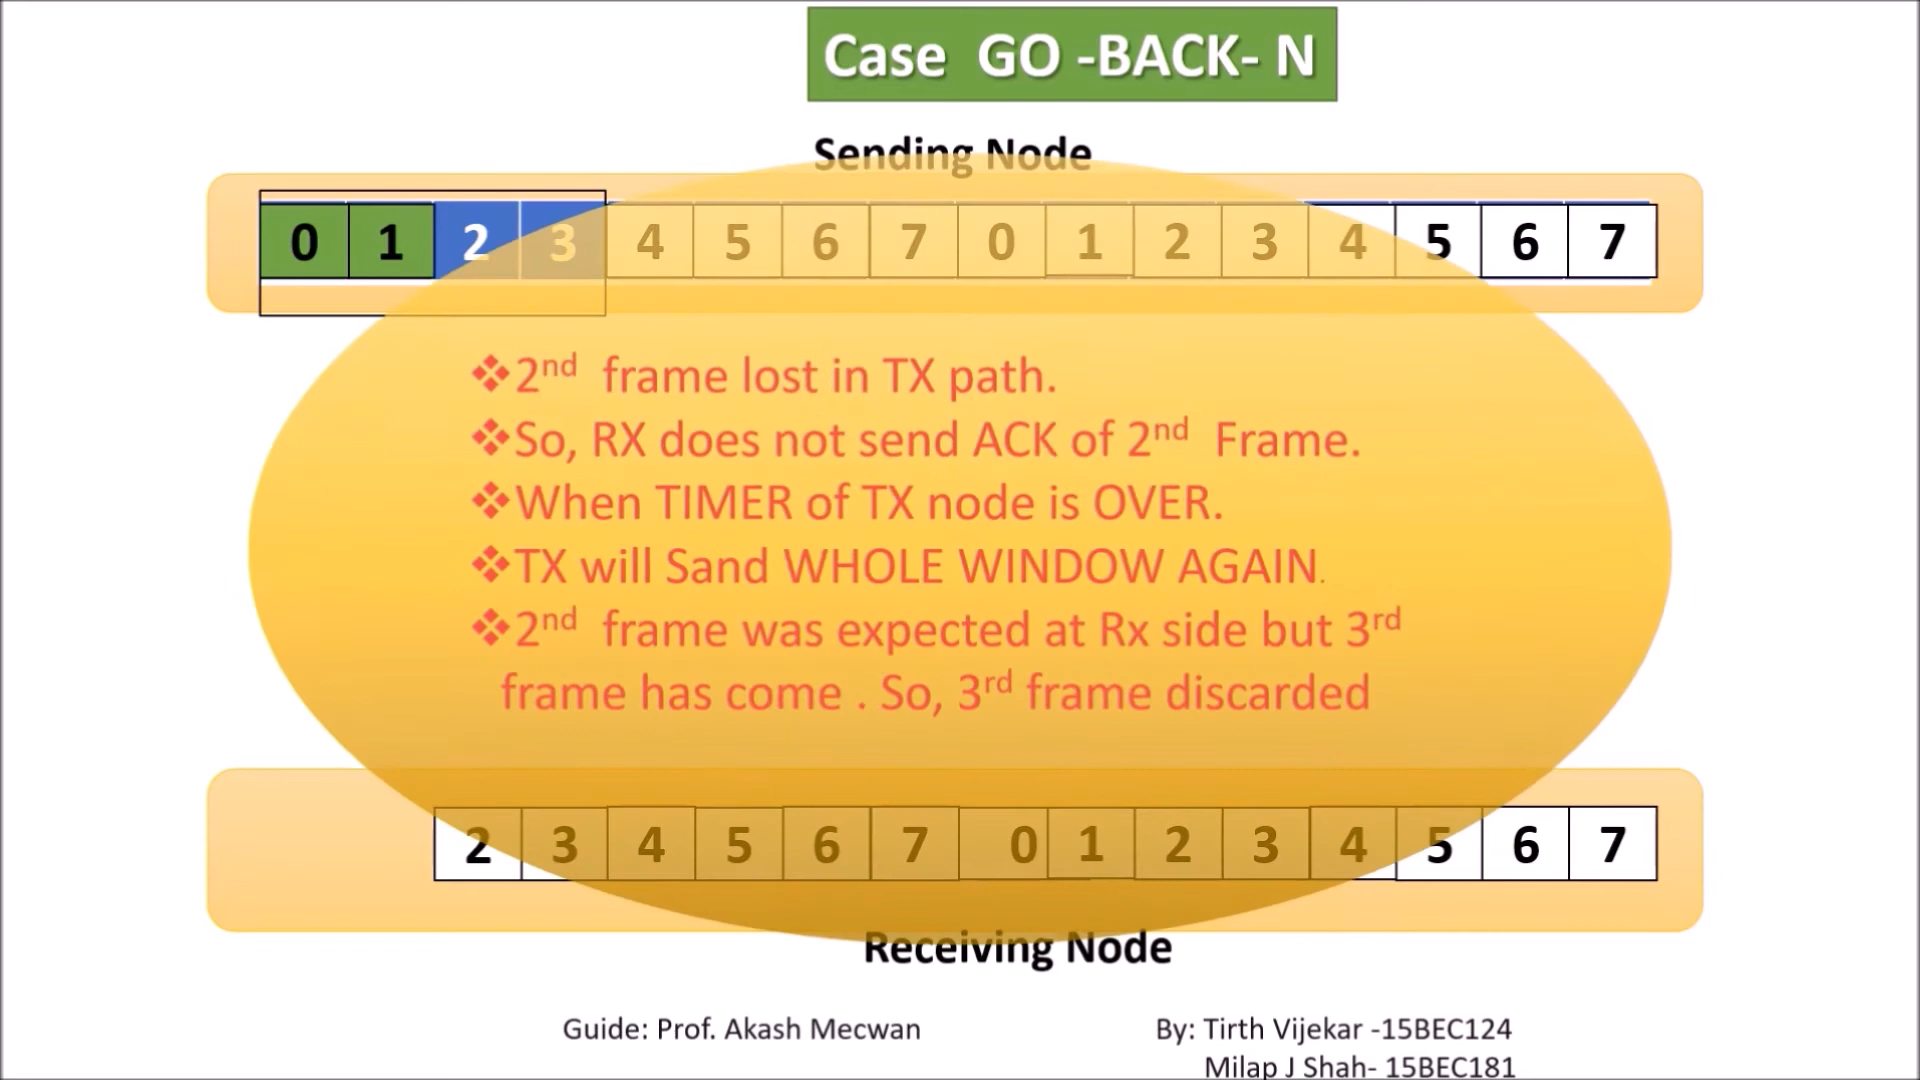 Case GO -BACK- N
Sending Node
0 1 2 3 4 5 6 7 0 1 2 3 4 5 6 7
❖2nd frame lost in TX path.
❖So, RX does not send ACK of 2nd Frame.
❖When TIMER of TX node is OVER.
❖TX will Sand WHOLE WINDOW AGAIN.
❖2nd frame was expected at Rx side but 3rd
frame has come . So, 3rd frame discarded
2 3 4 5 6 7 0 1 2 3 4 5 6 7
Receiving Node
Guide: Prof. Akash Mecwan
By: Tirth Vijekar -15BEC124
Milap J Shah- 15BEC181